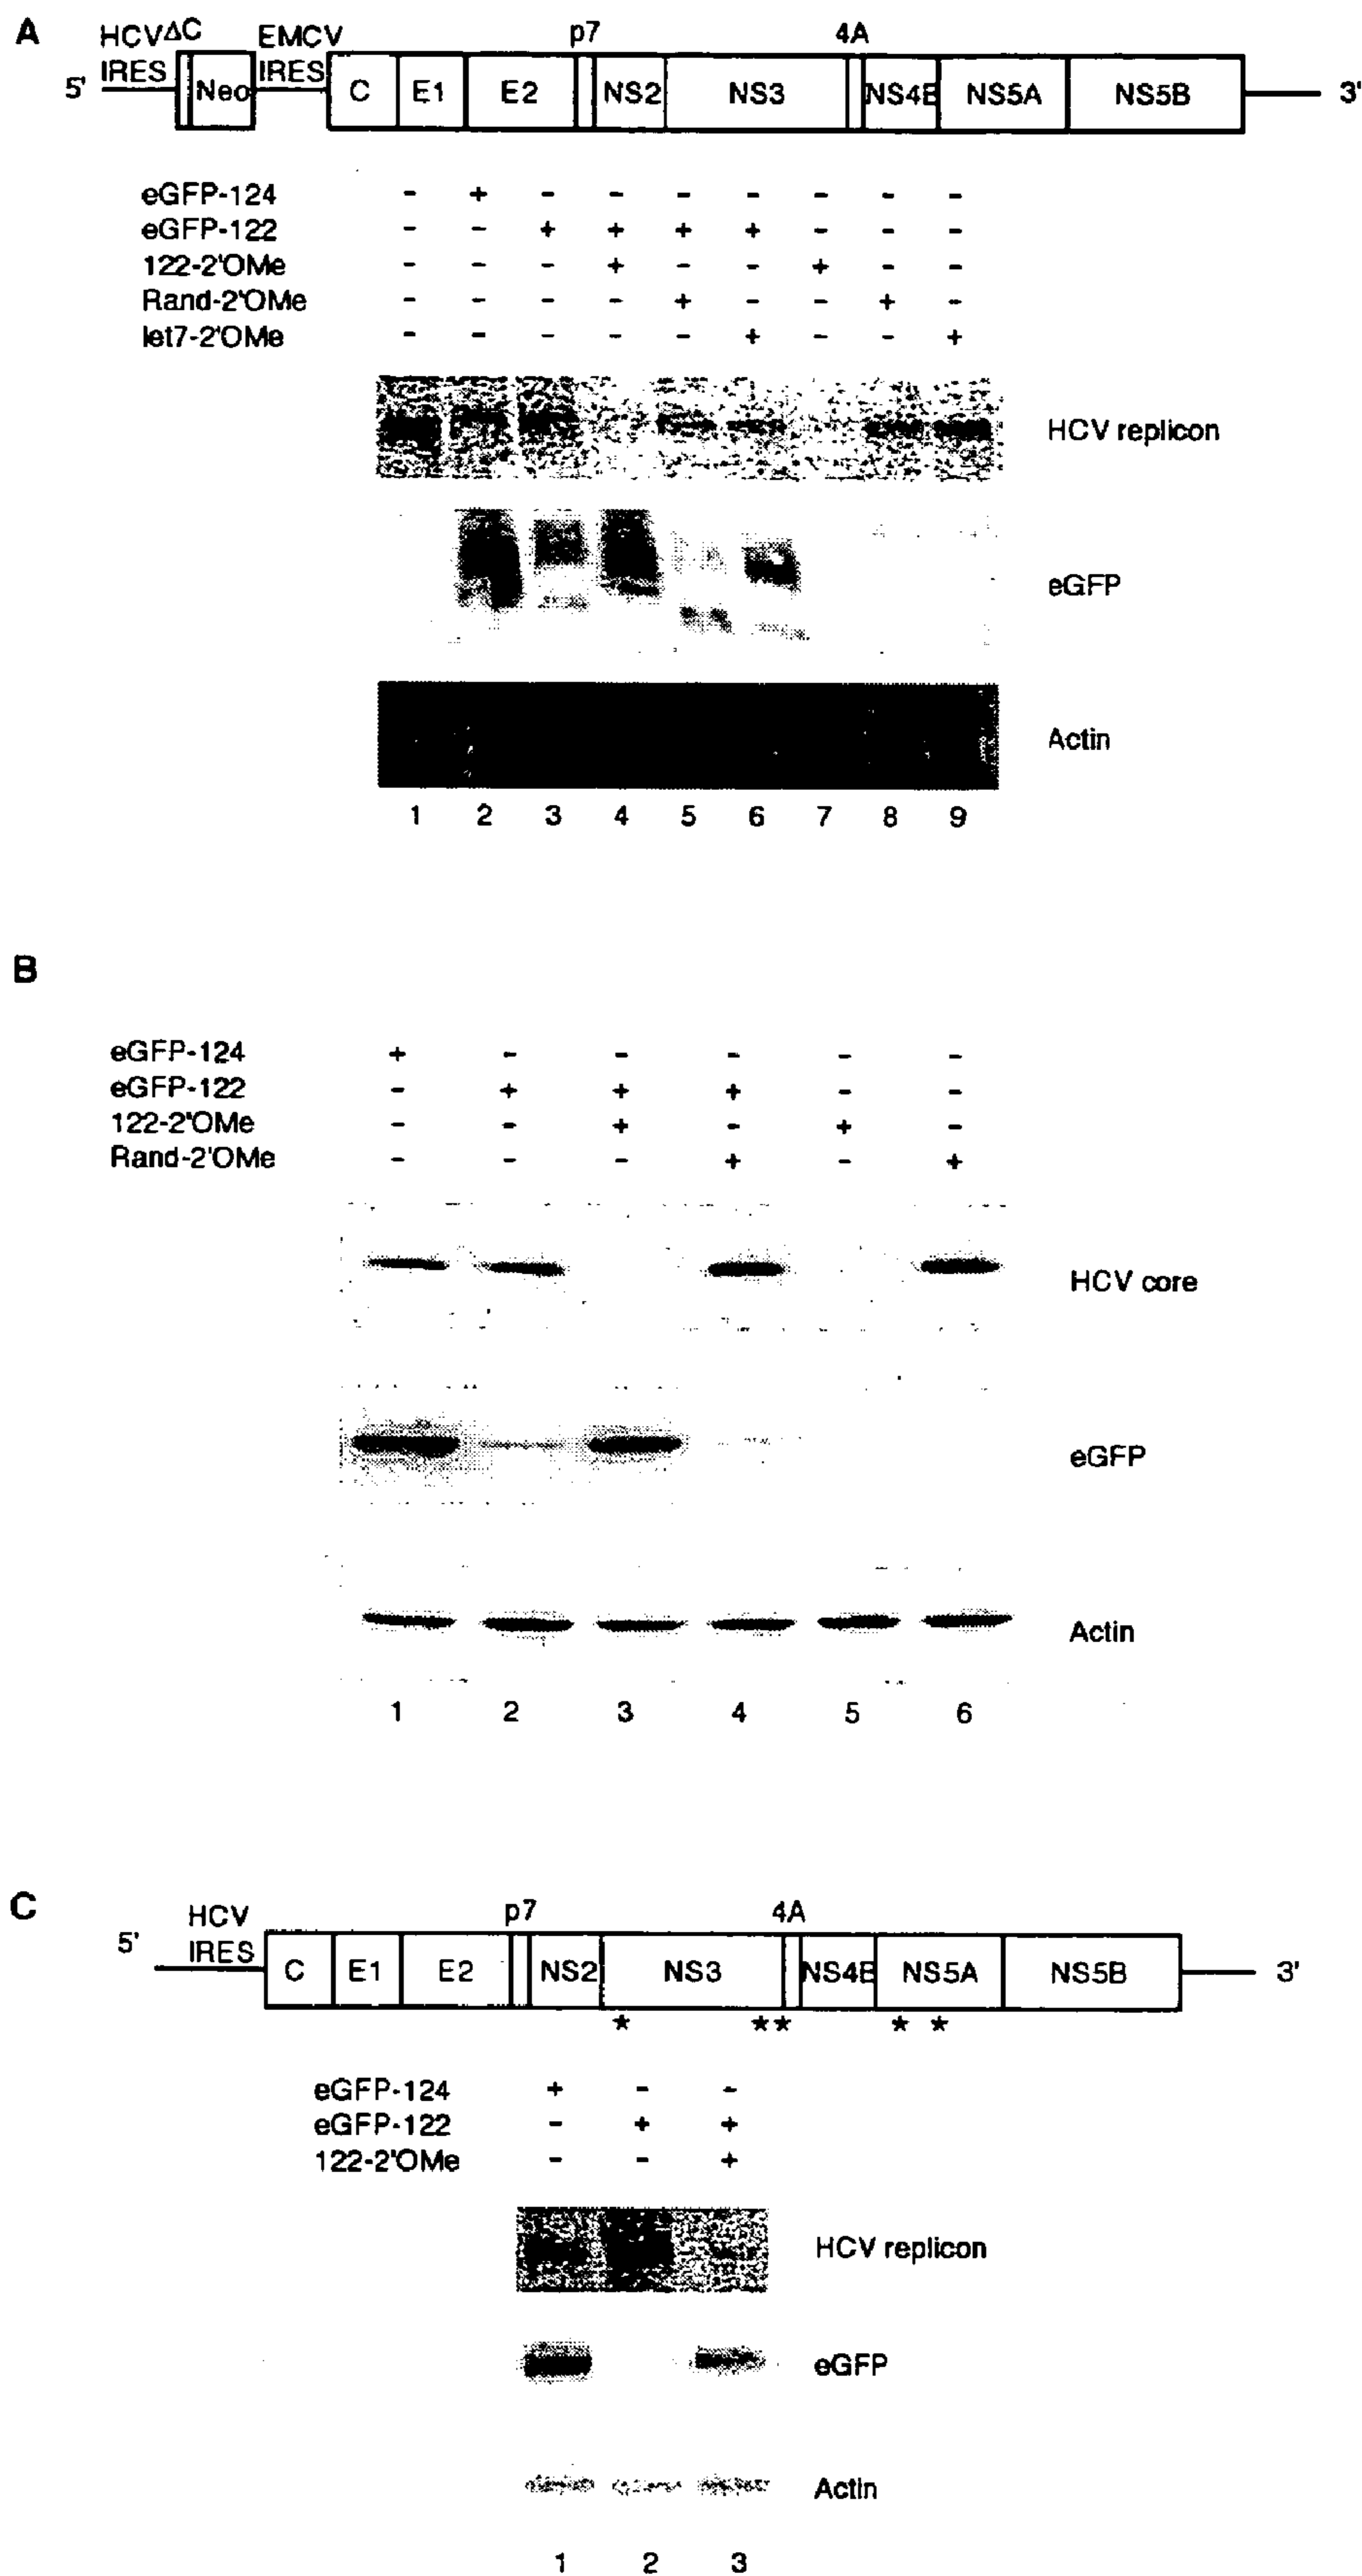 A
HCVΔC
EMCV
p7
4A
5'
IRES
Neo
IRES
C
E1
E2
NS2
NS3
NS4B
NS5A
NS5B
3'
eGFP-124 - + - - - - - - -
eGFP-122 - - + + + + - - -
122-2'OMe - - - + - - + - -
Rand-2'OMe - - - - + - - + -
let7-2'OMe - - - - - + - - +
HCV replicon
eGFP
Actin
1 2 3 4 5 6 7 8 9
B
eGFP-124 + - - - - -
eGFP-122 - + + + - -
122-2'OMe - - + - + -
Rand-2'OMe - - - + - +
HCV core
eGFP
Actin
1 2 3 4 5 6
C
5'
HCV
IRES
p7
4A
C
E1
E2
NS2
NS3
NS4B
NS5A
NS5B
3'
* ** * *
eGFP-124 + - -
eGFP-122 - + +
122-2'OMe - - +
HCV replicon
eGFP
Actin
1 2 3